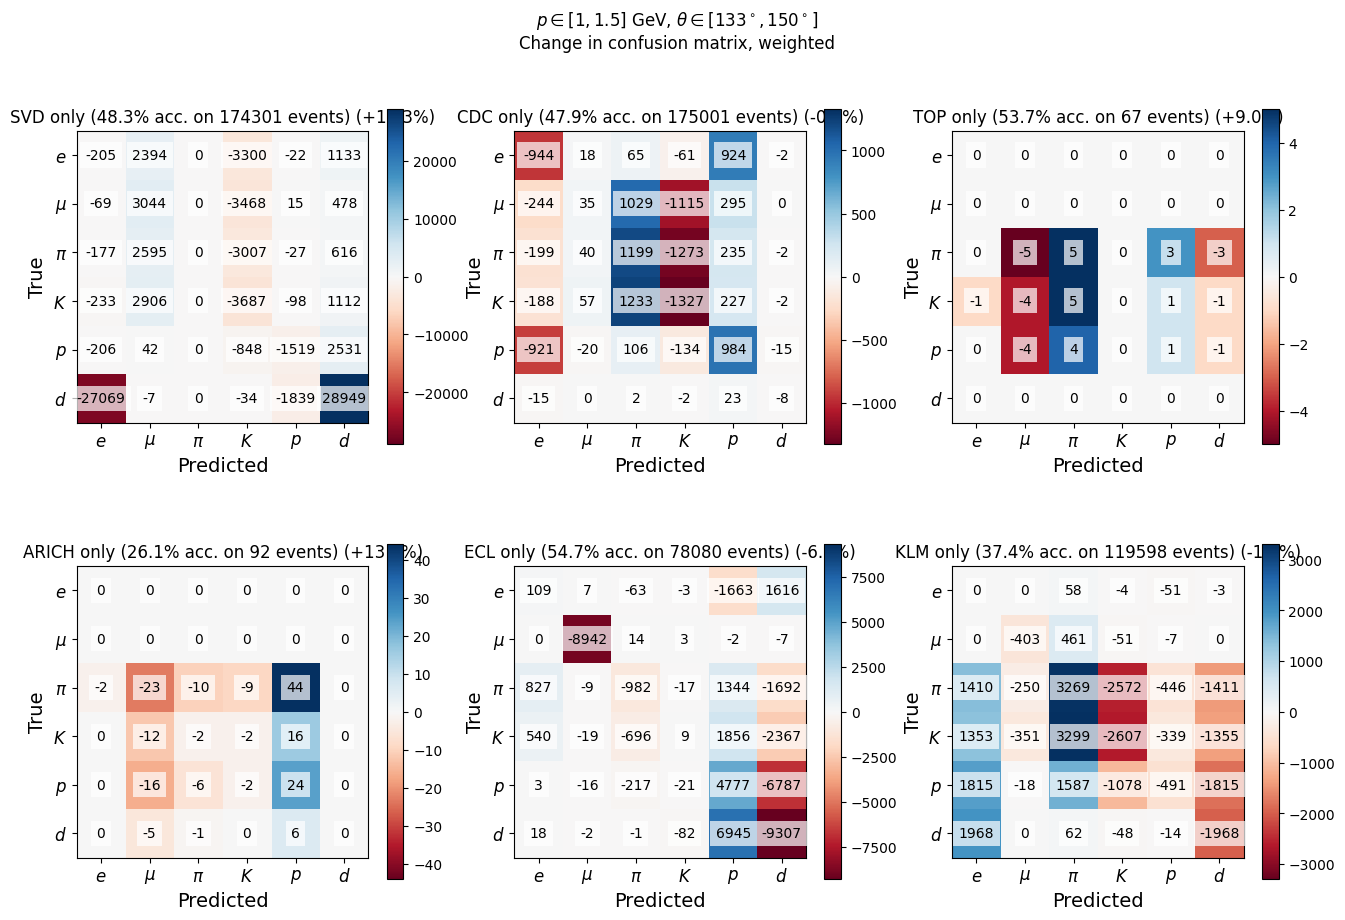 p ∈ [1, 1.5] GeV, θ ∈ [133°, 150°]
Change in confusion matrix, weighted
SVD only (48.3% acc. on 174301 events)
e -205 2394 0 -3300 -22 1133
μ -69 3044 0 -3468 15 478
π -177 2595 0 -3007 -27 616
K -233 2906 0 -3687 -98 1112
p -206 42 0 -848 -1519 2531
d -27069 -7 0 -34 -1839 28949
e μ π K p d
True
Predicted
20000
10000
0
−10000
−20000
CDC only (47.9% acc. on 175001 events)
e -944 18 65 -61 924 -2
μ -244 35 1029 -1115 295 0
π -199 40 1199 -1273 235 -2
K -188 57 1233 -1327 227 -2
p -921 -20 106 -134 984 -15
d -15 0 2 -2 23 -8
e μ π K p d
True
Predicted
1000
500
0
−500
−1000
TOP only (53.7% acc. on 67 events)
e 0 0 0 0 0 0
μ 0 0 0 0 0 0
π 0 -5 5 0 3 -3
K -1 -4 5 0 1 -1
p 0 -4 4 0 1 -1
d 0 0 0 0 0 0
e μ π K p d
True
Predicted
4
2
0
−2
−4
ARICH only (26.1% acc. on 92 events)
e 0 0 0 0 0 0
μ 0 0 0 0 0 0
π -2 -23 -10 -9 44 0
K 0 -12 -2 -2 16 0
p 0 -16 -6 -2 24 0
d 0 -5 -1 0 6 0
e μ π K p d
True
Predicted
40
30
20
10
0
−10
−20
−30
−40
ECL only (54.7% acc. on 78080 events)
e 109 7 -63 -3 -1663 1616
μ 0 -8942 14 3 -2 -7
π 827 -9 -982 -17 1344 -1692
K 540 -19 -696 9 1856 -2367
p 3 -16 -217 -21 4777 -6787
d 18 -2 -1 -82 6945 -9307
e μ π K p d
True
Predicted
7500
5000
2500
0
−2500
−5000
−7500
KLM only (37.4% acc. on 119598 events)
e 0 0 58 -4 -51 -3
μ 0 -403 461 -51 -7 0
π 1410 -250 3269 -2572 -446 -1411
K 1353 -351 3299 -2607 -339 -1355
p 1815 -18 1587 -1078 -491 -1815
d 1968 0 62 -48 -14 -1968
e μ π K p d
True
Predicted
3000
2000
1000
0
−1000
−2000
−3000